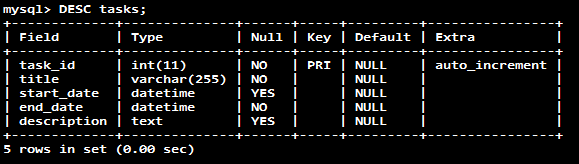 mysql> DESC tasks;
+-------------+--------------+------+-----+---------+----------------+
| Field       | Type         | Null | Key | Default | Extra          |
+-------------+--------------+------+-----+---------+----------------+
| task_id     | int(11)      | NO   | PRI | NULL    | auto_increment |
| title       | varchar(255) | NO   |     | NULL    |                |
| start_date  | datetime     | YES  |     | NULL    |                |
| end_date    | datetime     | NO   |     | NULL    |                |
| description | text         | YES  |     | NULL    |                |
+-------------+--------------+------+-----+---------+----------------+
5 rows in set (0.00 sec)